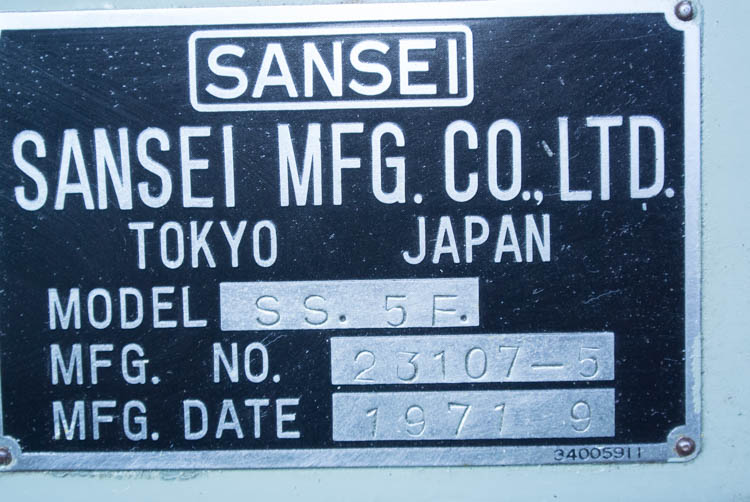 SANSEI
SANSEI MFG. CO., LTD.
TOKYO JAPAN
MODEL SS. 5F.
MFG. NO. 23107-5
MFG. DATE 1971 9
34005911